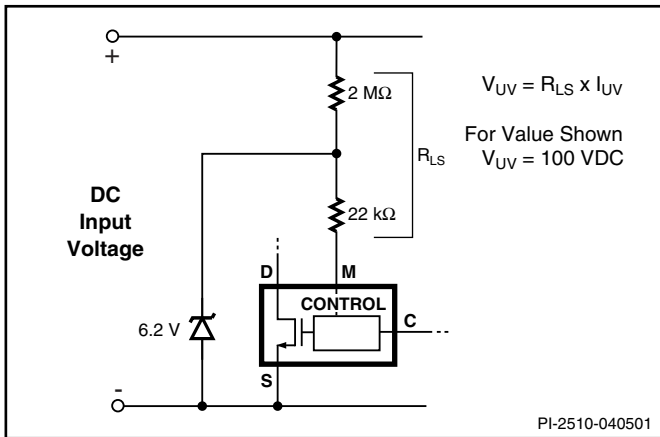 +
2 MΩ
V_UV = R_LS x I_UV
For Value Shown
V_UV = 100 VDC
R_LS
DC
Input
Voltage
22 kΩ
D
M
CONTROL
C
6.2 V
S
-
PI-2510-040501